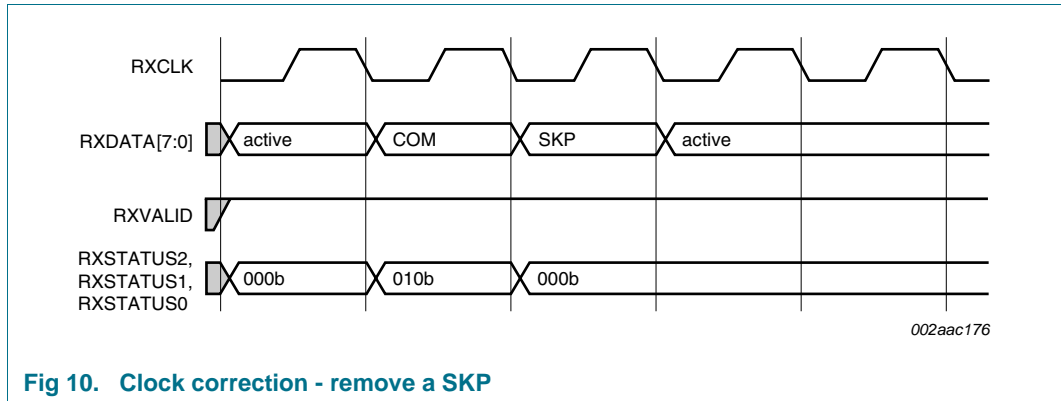 RXCLK
RXDATA[7:0]
active
COM
SKP
active
RXVALID
RXSTATUS2,
RXSTATUS1,
RXSTATUS0
000b
010b
000b
002aac176
Fig 10. Clock correction - remove a SKP